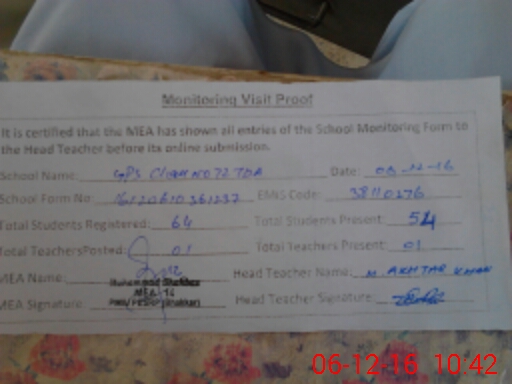 Monitoring Visit Proof
It is certified that the MEA has shown all entries of the School Monitoring Form to
the Head Teacher before its online submission.
School Name: GPS Chak NO 72 TDA Date: 06-12-16
School Form No: EMIS Code: 38110176
Total Students Registered: 64 Total Students Present: 54
Total TeachersPosted: 01 Total Teachers Present: 01
MEA Name: Head Teacher Name: M. AKHTAR KHAN
MEA Signature: Head Teacher Signature:
06-12-16 10:42